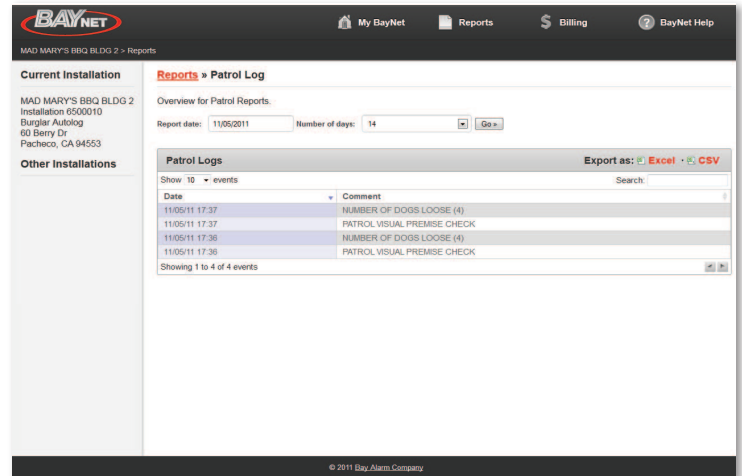 BAYNET
My BayNet Reports $ Billing ? BayNet Help
MAD MARY'S BBQ BLDG 2 > Reports
Current Installation
MAD MARY'S BBQ BLDG 2
Installation 6500010
Burglar Autolog
60 Berry Dr
Pacheco, CA 94553
Other Installations
Reports » Patrol Log
Overview for Patrol Reports.
Report date: 11/05/2011 Number of days: 14 Go »
Patrol Logs Export as: Excel · CSV
Show 10 events Search:
Date Comment
11/05/11 17:37 NUMBER OF DOGS LOOSE (4)
11/05/11 17:37 PATROL VISUAL PREMISE CHECK
11/05/11 17:36 NUMBER OF DOGS LOOSE (4)
11/05/11 17:36 PATROL VISUAL PREMISE CHECK
Showing 1 to 4 of 4 events
© 2011 Bay Alarm Company